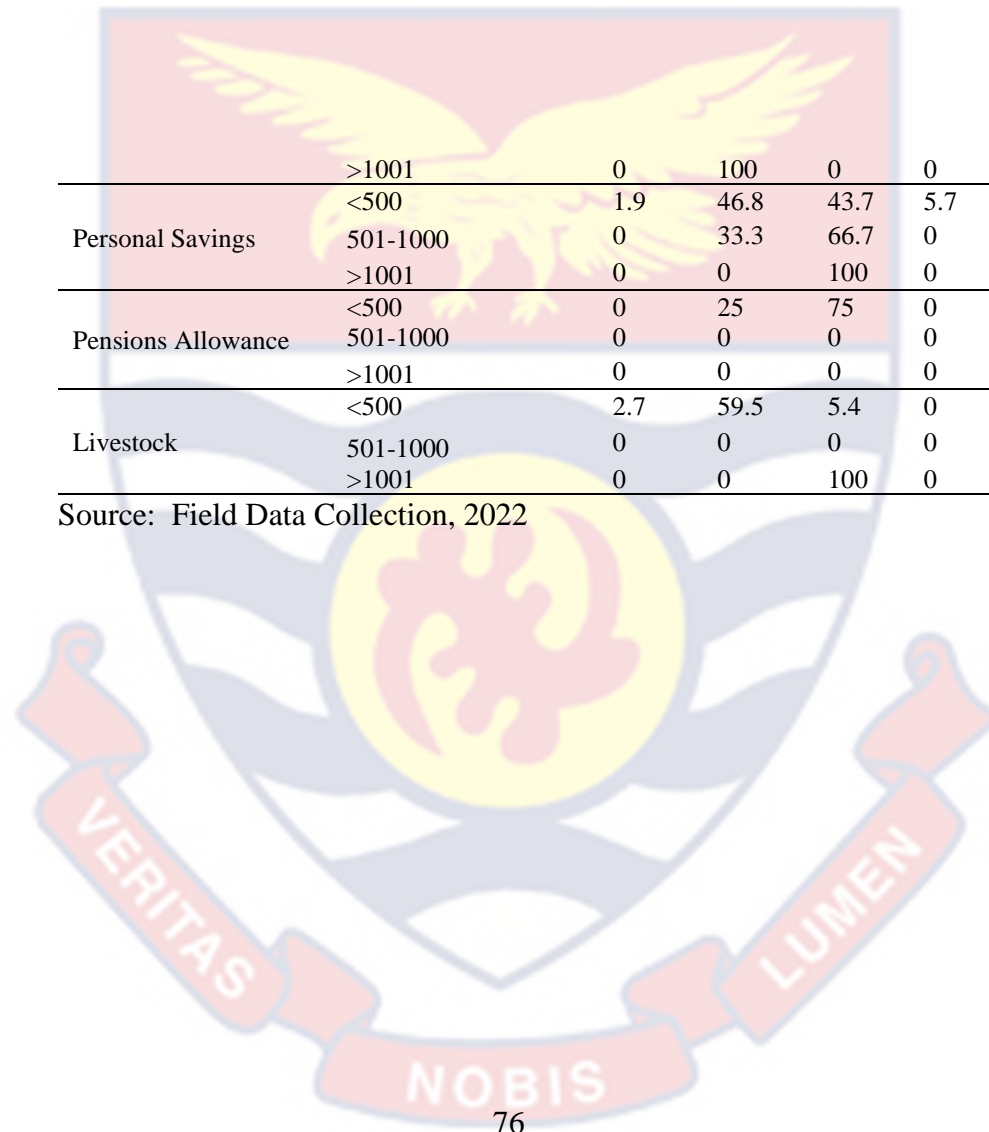 >1001 0 100 0 0
<500 1.9 46.8 43.7 5.7
Personal Savings 501-1000 0 33.3 66.7 0
>1001 0 0 100 0
<500 0 25 75 0
Pensions Allowance 501-1000 0 0 0 0
>1001 0 0 0 0
<500 2.7 59.5 5.4 0
Livestock 501-1000 0 0 0 0
>1001 0 0 100 0
Source: Field Data Collection, 2022
VERITAS
NOBIS
LUMEN
76